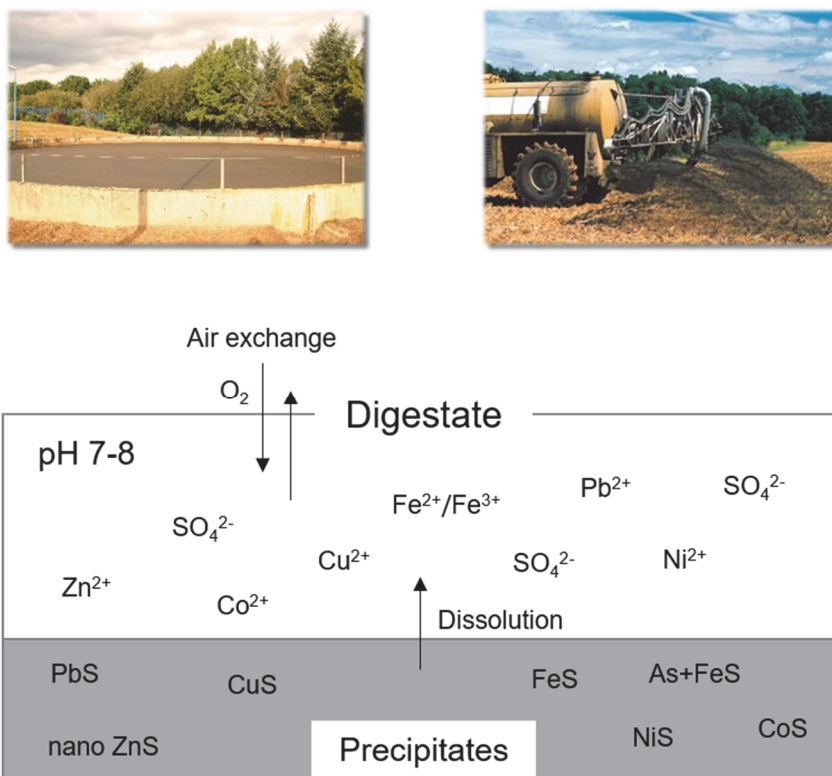 Air exchange
O₂
Digestate
pH 7-8
Pb²⁺
SO₄²⁻
Fe²⁺/Fe³⁺
SO₄²⁻
Cu²⁺
SO₄²⁻
Ni²⁺
Zn²⁺
Co²⁺
Dissolution
PbS
CuS
FeS
As+FeS
nano ZnS
Precipitates
NiS
CoS